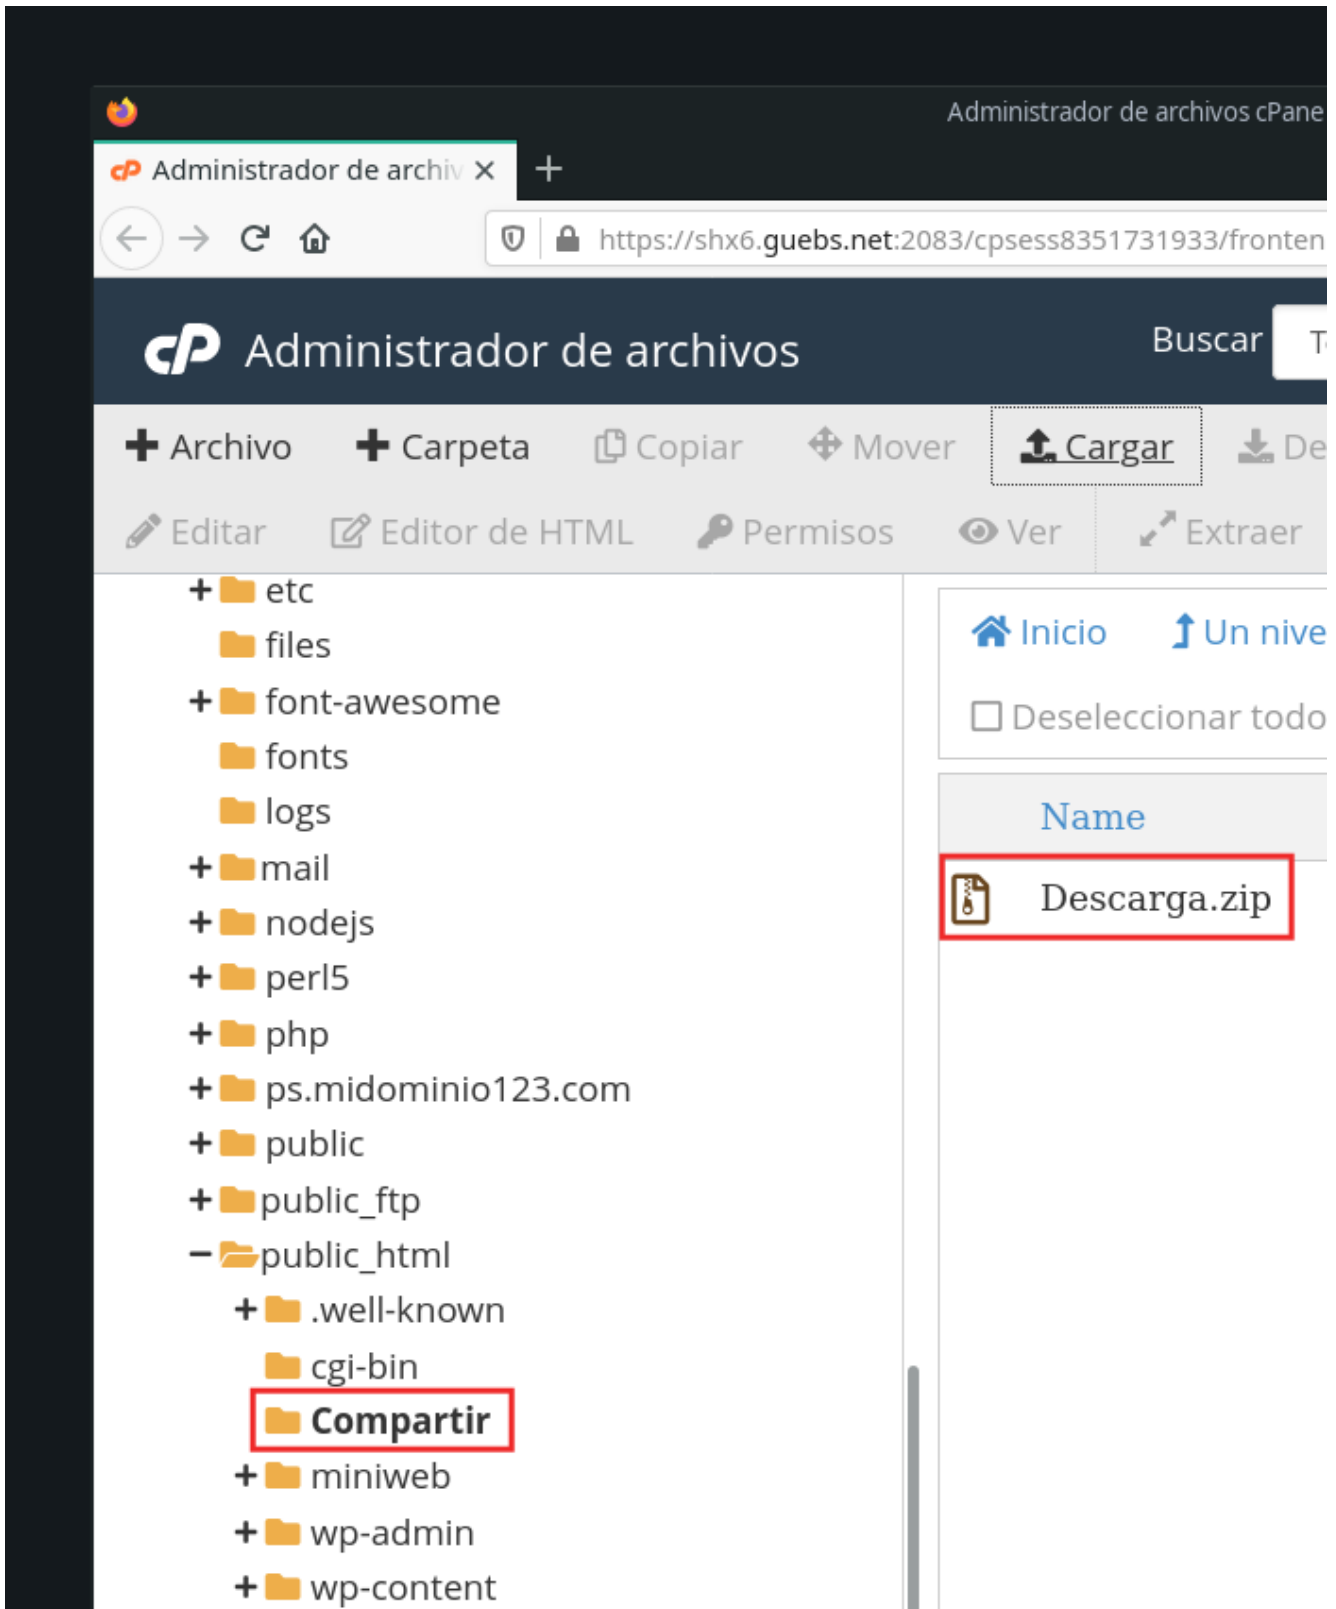 Administrador de archivos cPane
Administrador de archiv
https://shx6.guebs.net:2083/cpsess8351731933/fronten
cP Administrador de archivos Buscar
Archivo Carpeta Copiar Mover Cargar De
Editar Editor de HTML Permisos Ver Extraer
etc
files
font-awesome
fonts
logs
mail
nodejs
perl5
php
ps.midominio123.com
public
public_ftp
public_html
.well-known
cgi-bin
Compartir
miniweb
wp-admin
wp-content
Inicio Un nive
Deseleccionar todo
Name
Descarga.zip